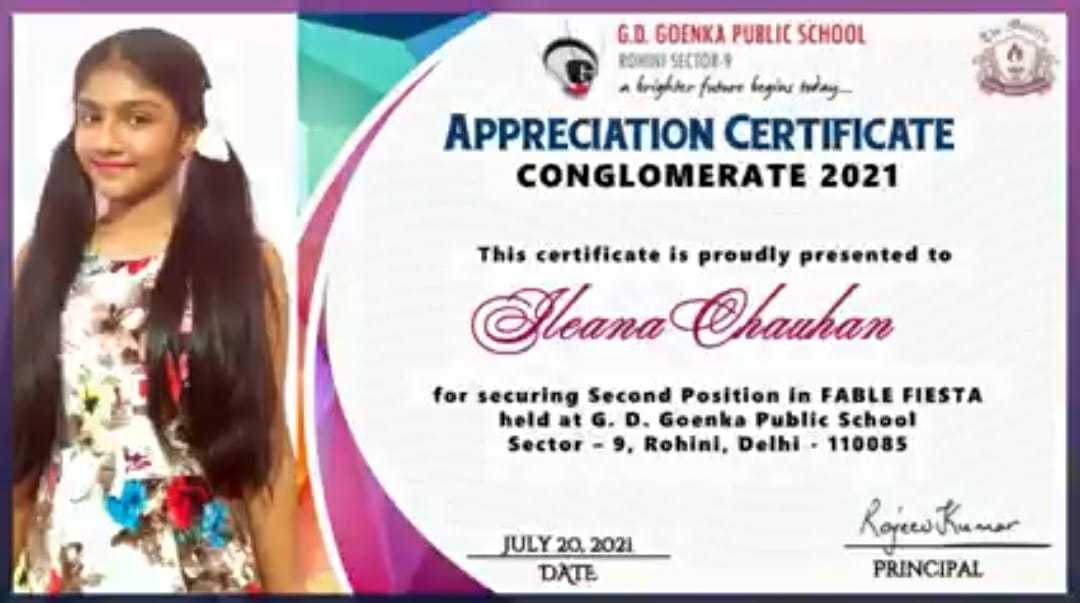 G.D. GOENKA PUBLIC SCHOOL
ROHINI SECTOR-9
a brighter future begins today...
APPRECIATION CERTIFICATE
CONGLOMERATE 2021
This certificate is proudly presented to
Ileana Chauhan
for securing Second Position in FABLE FIESTA
held at G. D. Goenka Public School
Sector – 9, Rohini, Delhi - 110085
Rajeev Kumar
JULY 20, 2021
DATE
PRINCIPAL